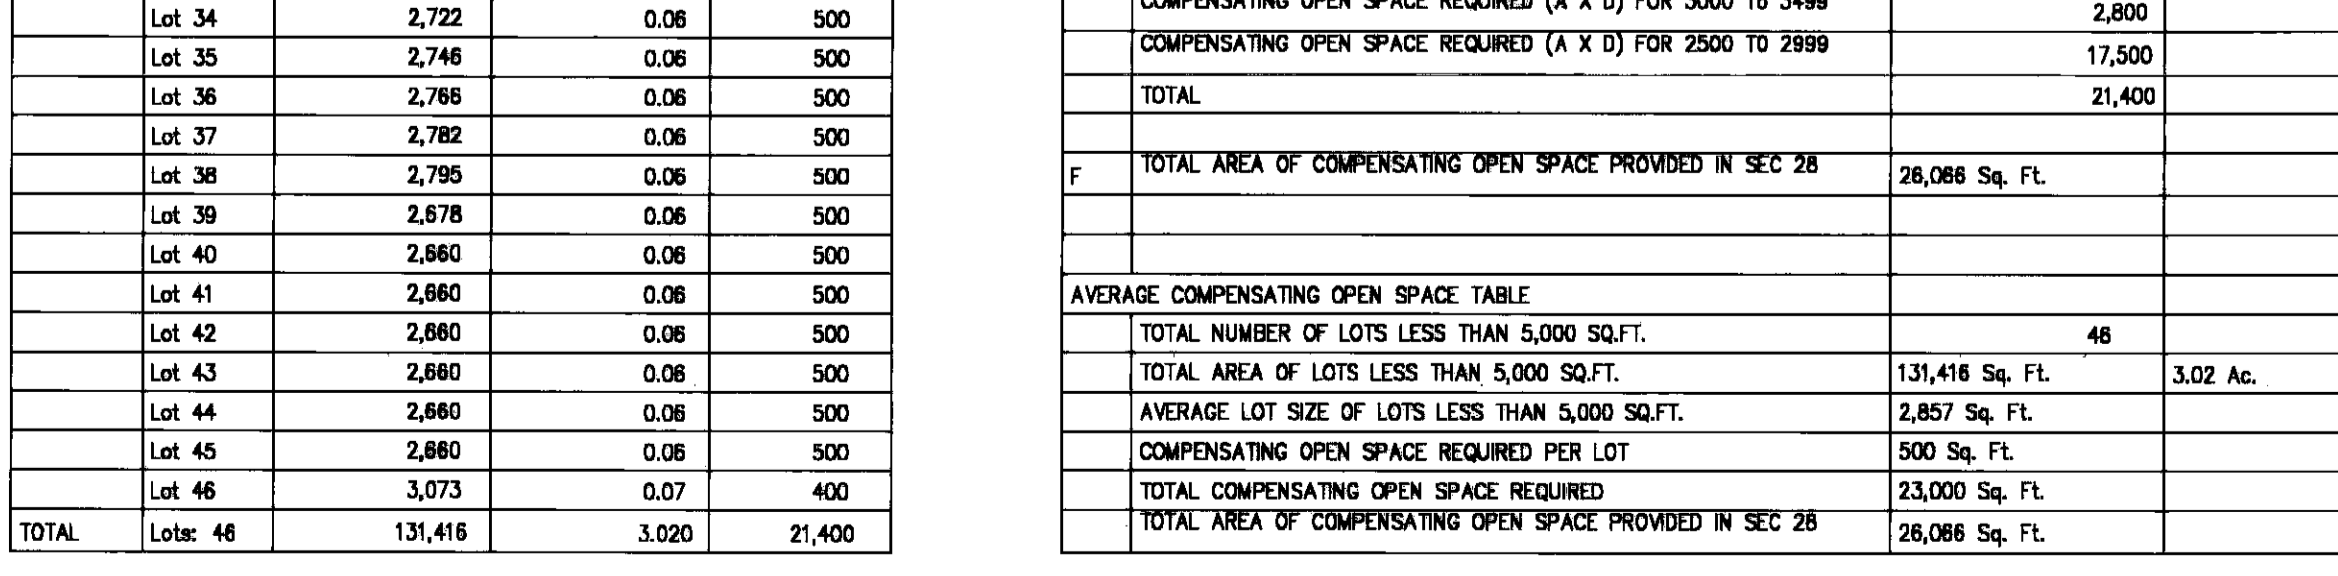 Lot 34 2,722 0.06 500
Lot 35 2,746 0.06 500
Lot 36 2,766 0.06 500
Lot 37 2,782 0.06 500
Lot 38 2,795 0.06 500
Lot 39 2,678 0.06 500
Lot 40 2,660 0.06 500
Lot 41 2,660 0.06 500
Lot 42 2,660 0.06 500
Lot 43 2,660 0.06 500
Lot 44 2,660 0.06 500
Lot 45 2,660 0.06 500
Lot 46 3,073 0.07 400
TOTAL Lots: 46 131,416 3.020 21,400
COMPENSATING OPEN SPACE REQUIRED (A X D) FOR 3000 TO 3499 2,800
COMPENSATING OPEN SPACE REQUIRED (A X D) FOR 2500 TO 2999 17,500
TOTAL 21,400
F TOTAL AREA OF COMPENSATING OPEN SPACE PROVIDED IN SEC 28 26,066 Sq. Ft.
AVERAGE COMPENSATING OPEN SPACE TABLE
TOTAL NUMBER OF LOTS LESS THAN 5,000 SQ.FT. 46
TOTAL AREA OF LOTS LESS THAN 5,000 SQ.FT. 131,416 Sq. Ft. 3.02 Ac.
AVERAGE LOT SIZE OF LOTS LESS THAN 5,000 SQ.FT. 2,857 Sq. Ft.
COMPENSATING OPEN SPACE REQUIRED PER LOT 500 Sq. Ft.
TOTAL COMPENSATING OPEN SPACE REQUIRED 23,000 Sq. Ft.
TOTAL AREA OF COMPENSATING OPEN SPACE PROVIDED IN SEC 28 26,066 Sq. Ft.